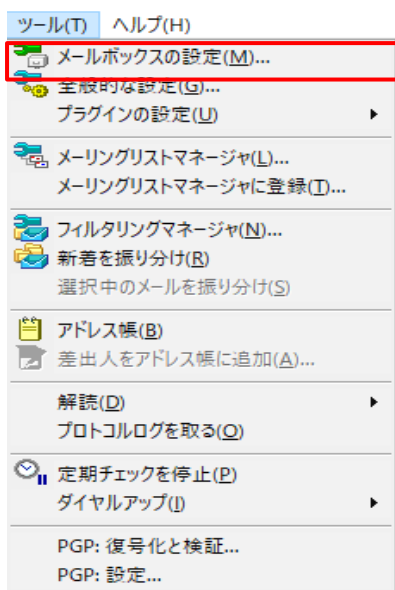 ツール(T) ヘルプ(H)
メールボックスの設定(M)...
全般的な設定(G)...
プラグインの設定(U)
メーリングリストマネージャ(L)...
メーリングリストマネージャに登録(T)...
フィルタリングマネージャ(N)...
新着を振り分け(R)
選択中のメールを振り分け(S)
アドレス帳(B)
差出人をアドレス帳に追加(A)...
解読(D)
プロトコルログを取る(O)
定期チェックを停止(P)
ダイヤルアップ(I)
PGP: 復号化と検証...
PGP: 設定...